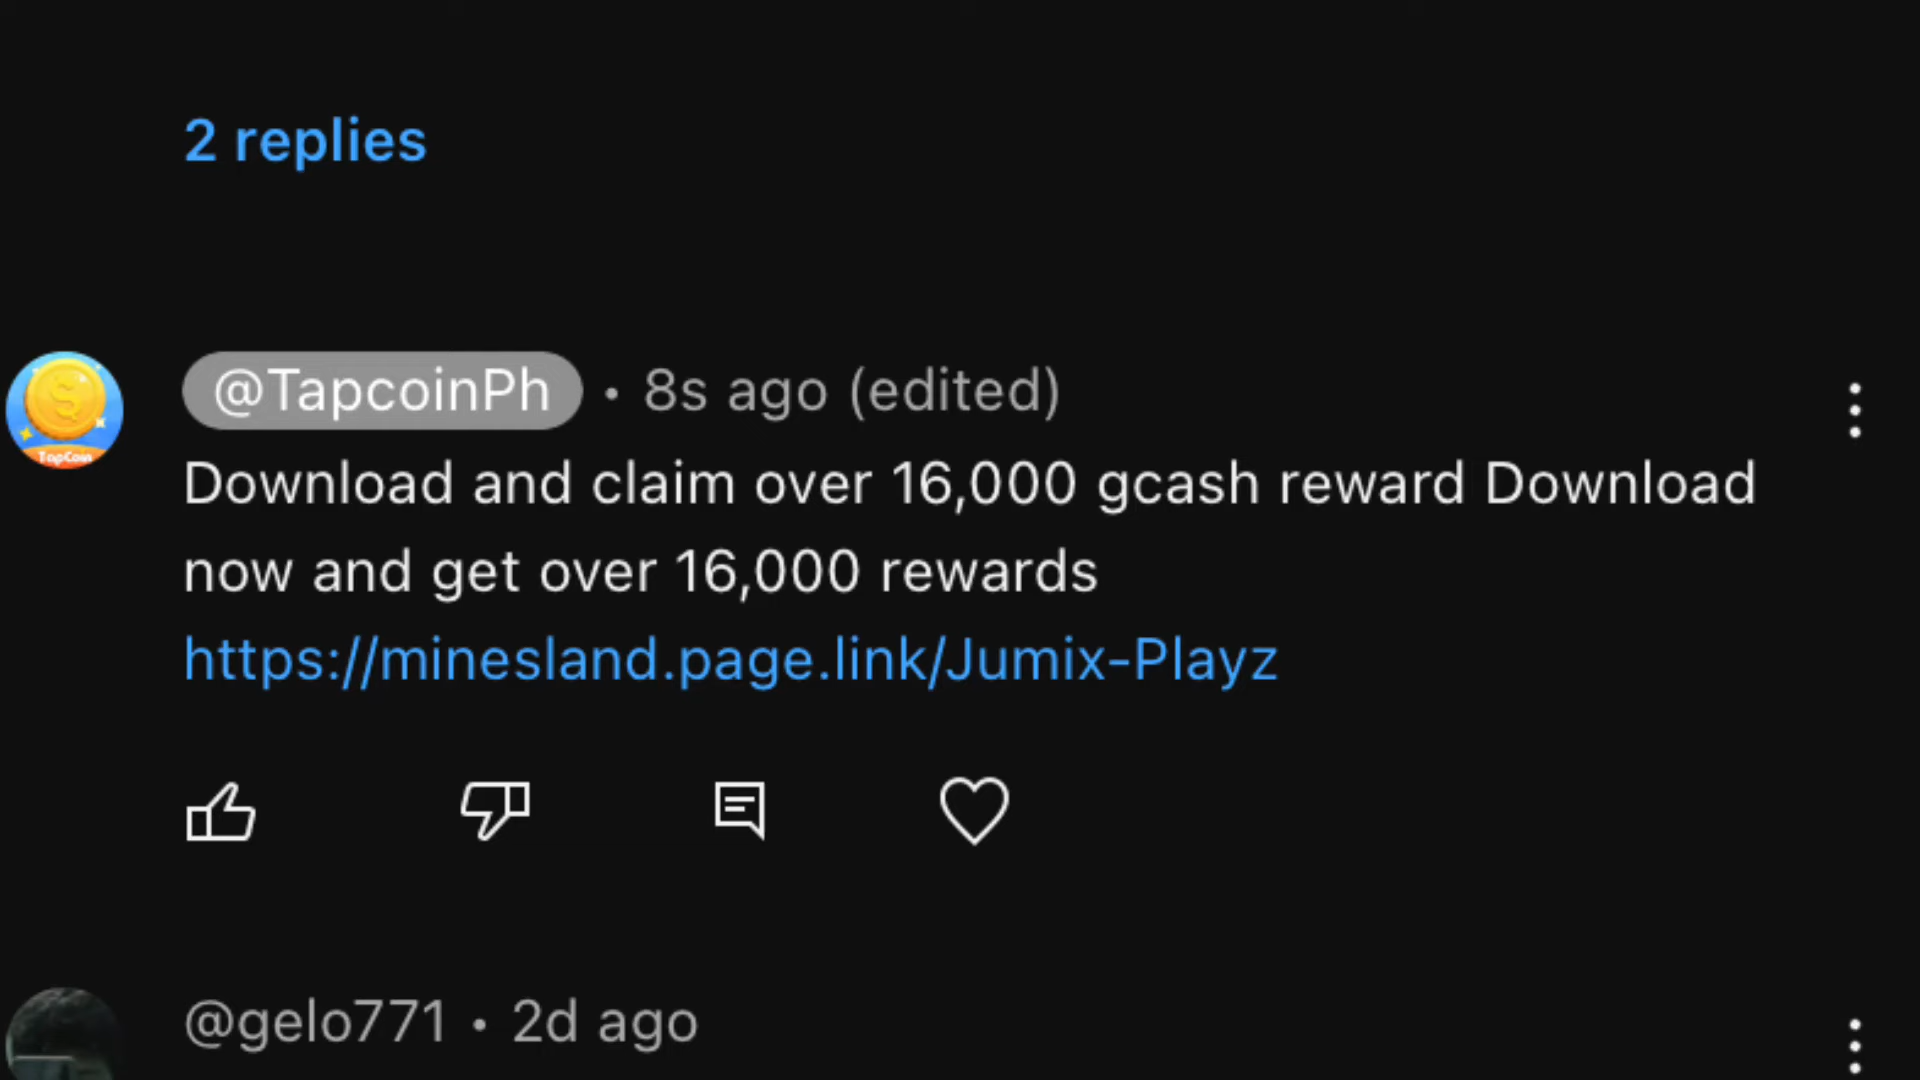 2 replies
@TapcoinPh • 8s ago (edited)
TapCoin
Download and claim over 16,000 gcash reward Download
now and get over 16,000 rewards
https://minesland.page.link/Jumix-Playz
@gelo771 • 2d ago